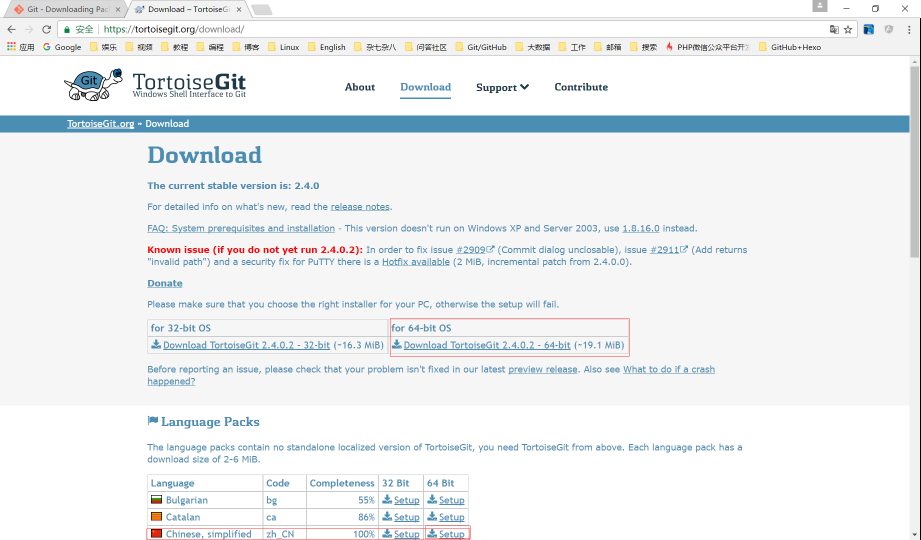 Git - Downloading Pac
Download – TortoiseGi
安全 https://tortoisegit.org/download/
应用 Google 娱乐 视频 教程 编程 博客 Linux English 杂七杂八 问答社区 Git/GitHub 大数据 工作 邮箱 搜索 PHP微信公众平台开发 GitHub+Hexo
Git TortoiseGit
Windows Shell Interface to Git
About Download Support Contribute
TortoiseGit.org » Download
Download
The current stable version is: 2.4.0
For detailed info on what's new, read the release notes.
FAQ: System prerequisites and installation - This version doesn't run on Windows XP and Server 2003, use 1.8.16.0 instead.
Known issue (if you do not yet run 2.4.0.2): In order to fix issue #2909 (Commit dialog unclosable), issue #2911 (Add returns
"invalid path") and a security fix for PuTTY there is a Hotfix available (2 MiB, incremental patch from 2.4.0.0).
Donate
Please make sure that you choose the right installer for your PC, otherwise the setup will fail.
for 32-bit OS for 64-bit OS
Download TortoiseGit 2.4.0.2 - 32-bit (~16.3 MiB) Download TortoiseGit 2.4.0.2 - 64-bit (~19.1 MiB)
Before reporting an issue, please check that your problem isn't fixed in our latest preview release. Also see What to do if a crash
happened?
Language Packs
The language packs contain no standalone localized version of TortoiseGit, you need TortoiseGit from above. Each language pack has a
download size of 2-6 MiB.
Language Code Completeness 32 Bit 64 Bit
Bulgarian bg 55% Setup Setup
Catalan ca 86% Setup Setup
Chinese, simplified zh_CN 100% Setup Setup